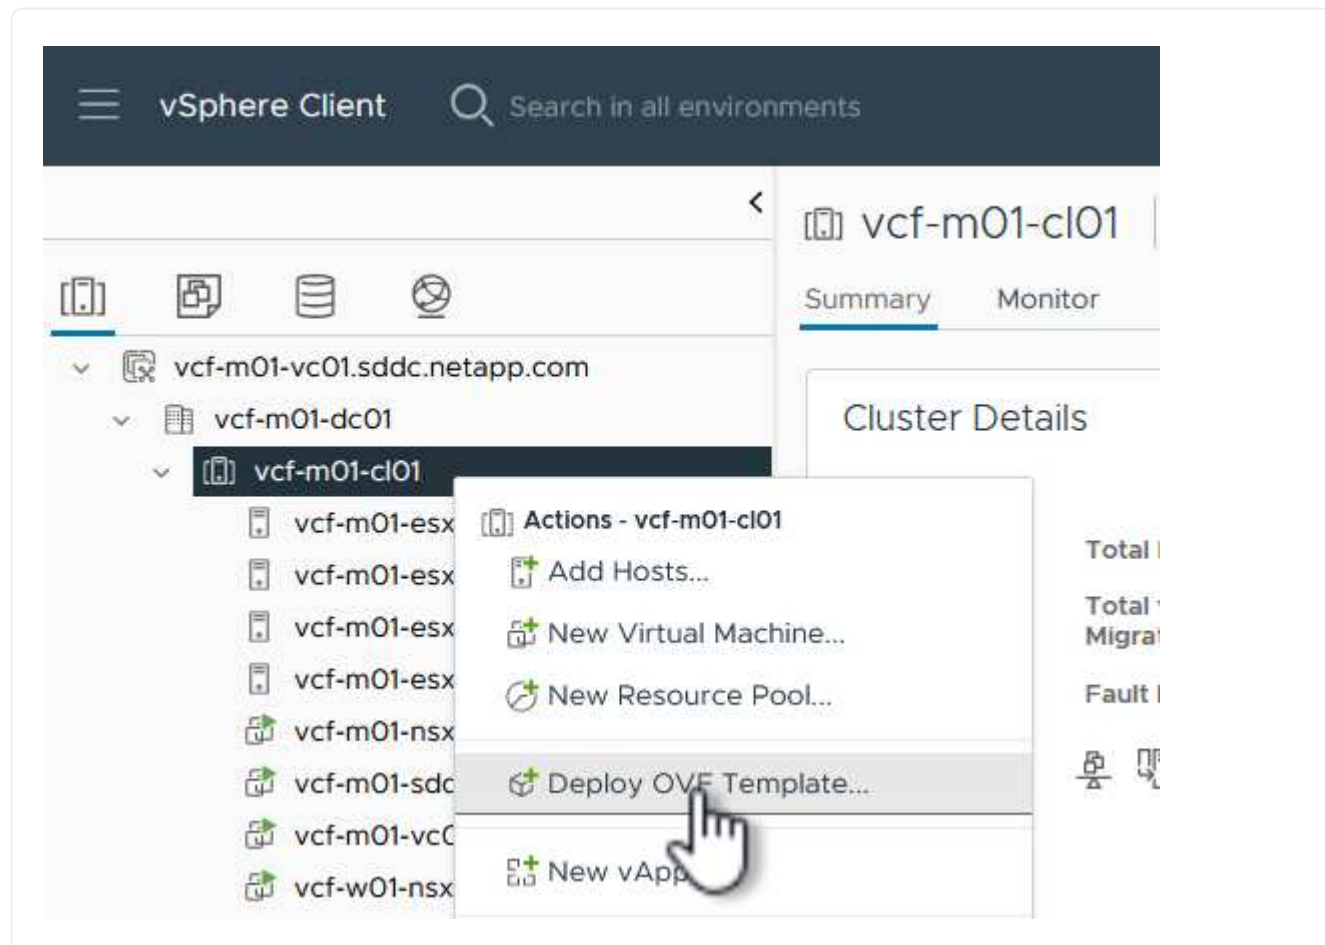 vSphere Client
Search in all environments
vcf-m01-cl01
Summary Monitor
vcf-m01-vc01.sddc.netapp.com
vcf-m01-dc01
vcf-m01-cl01
vcf-m01-esx
vcf-m01-esx
vcf-m01-esx
vcf-m01-esx
vcf-m01-nsx
vcf-m01-sdd
vcf-m01-vc0
vcf-w01-nsx
Actions - vcf-m01-cl01
Add Hosts...
New Virtual Machine...
New Resource Pool...
Deploy OVF Template...
New vApp
Cluster Details
Total
Total
Migrat
Fault